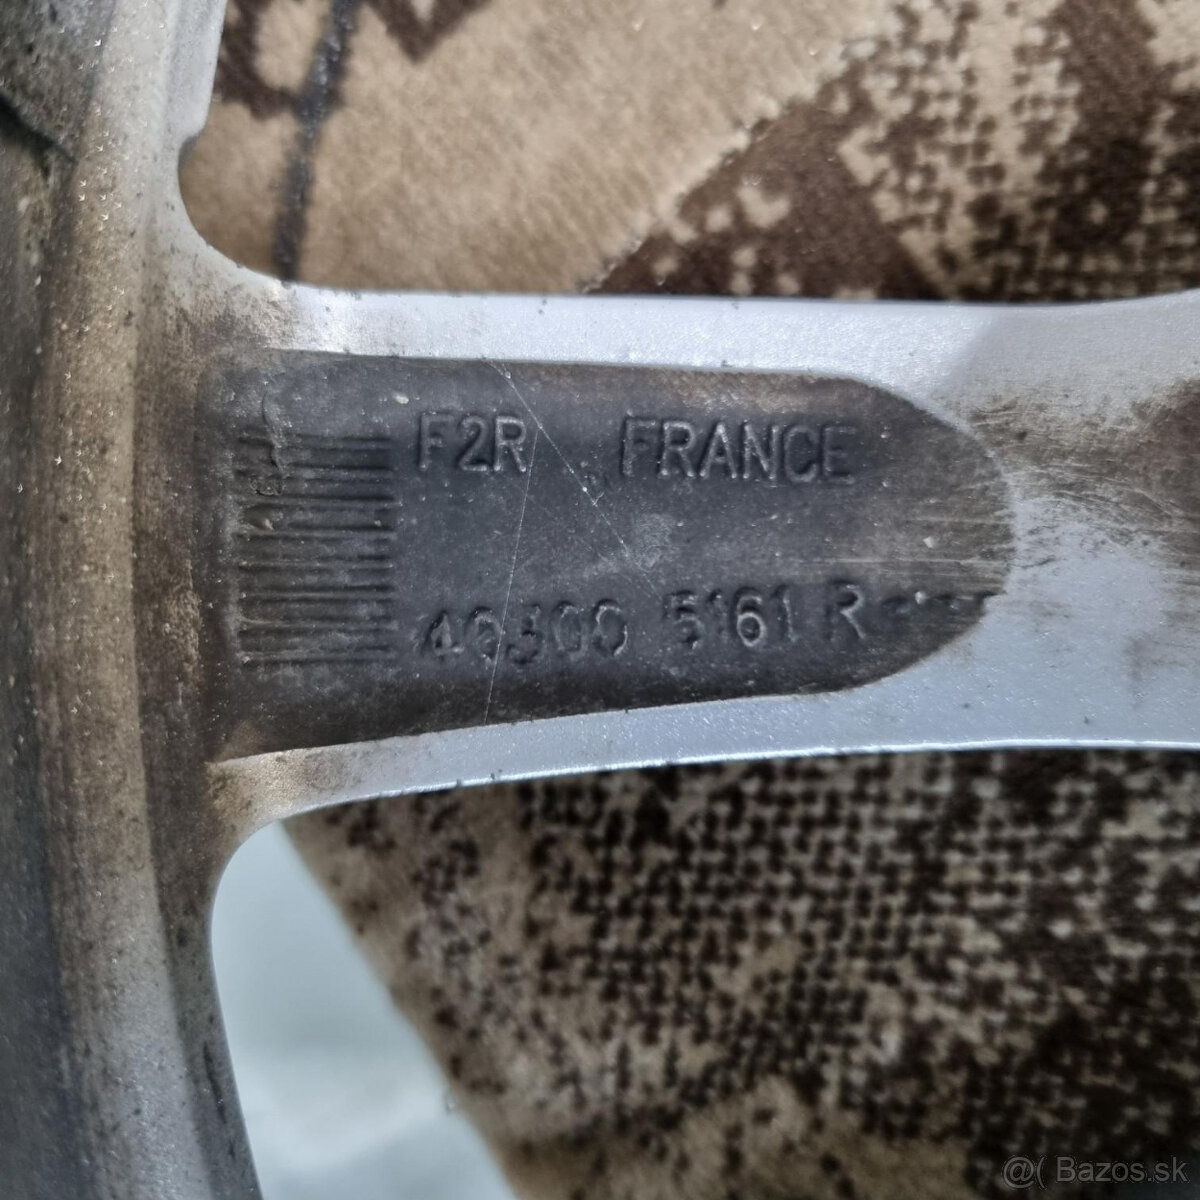 F2R FRANCE
40300 5161 R
@( Bazos.sk